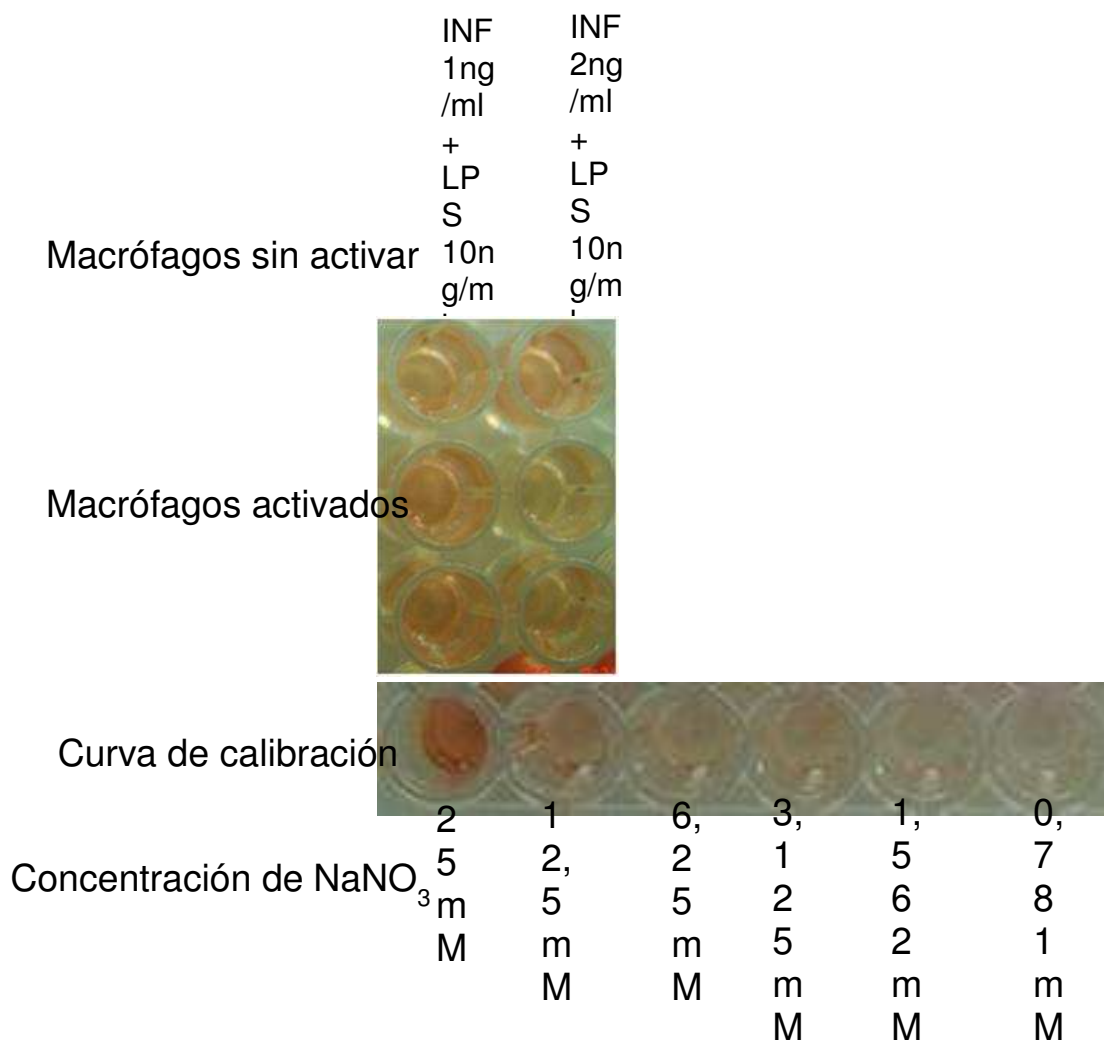 INF
1ng
/ml
+
LP
S
10n
g/m
INF
2ng
/ml
+
LP
S
10n
g/m
Macrófagos sin activar
Macrófagos activados
Curva de calibración
Concentración de NaNO3
2
5
m
M
1
2,
5
m
M
6,
2
5
m
M
3,
1
2
5
m
M
1,
5
6
2
m
M
0,
7
8
1
m
M